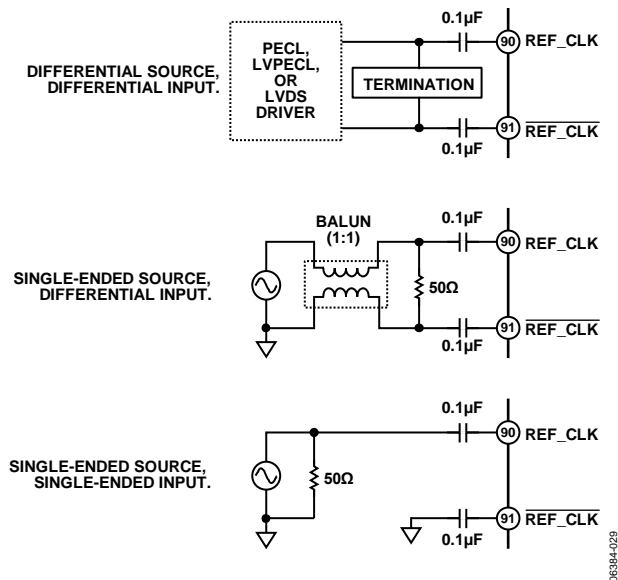 DIFFERENTIAL SOURCE,
DIFFERENTIAL INPUT.
PECL,
LVPECL,
OR
LVDS
DRIVER
TERMINATION
0.1µF
90 REF_CLK
91 REF_CLK
0.1µF
SINGLE-ENDED SOURCE,
DIFFERENTIAL INPUT.
BALUN
(1:1)
50Ω
0.1µF
90 REF_CLK
91 REF_CLK
0.1µF
SINGLE-ENDED SOURCE,
SINGLE-ENDED INPUT.
50Ω
0.1µF
90 REF_CLK
91 REF_CLK
0.1µF
06384-029